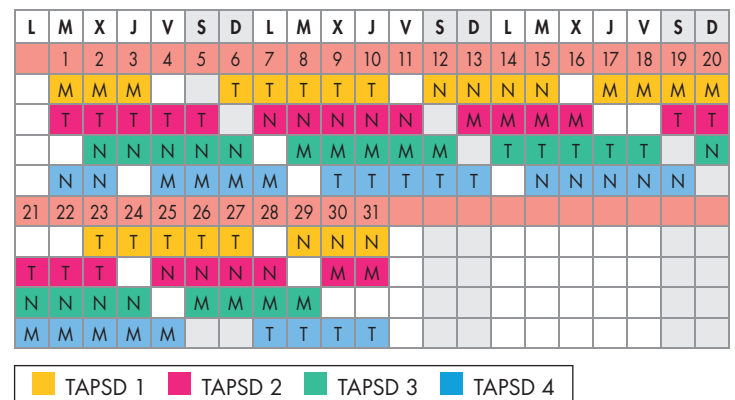 L M X J V S D L M X J V S D L M X J V S D
1 2 3 4 5 6 7 8 9 10 11 12 13 14 15 16 17 18 19 20
M M M T T T T T N N N N M M M M
T T T T T N N N N N M M M M T T
N N N N N M M M M M T T T T T N
N N M M M M T T T T T N N N N N
21 22 23 24 25 26 27 28 29 30 31
T T T T T N N N
T T T N N N N M M
N N N N M M M M
M M M M M T T T T
TAPSD 1 TAPSD 2 TAPSD 3 TAPSD 4